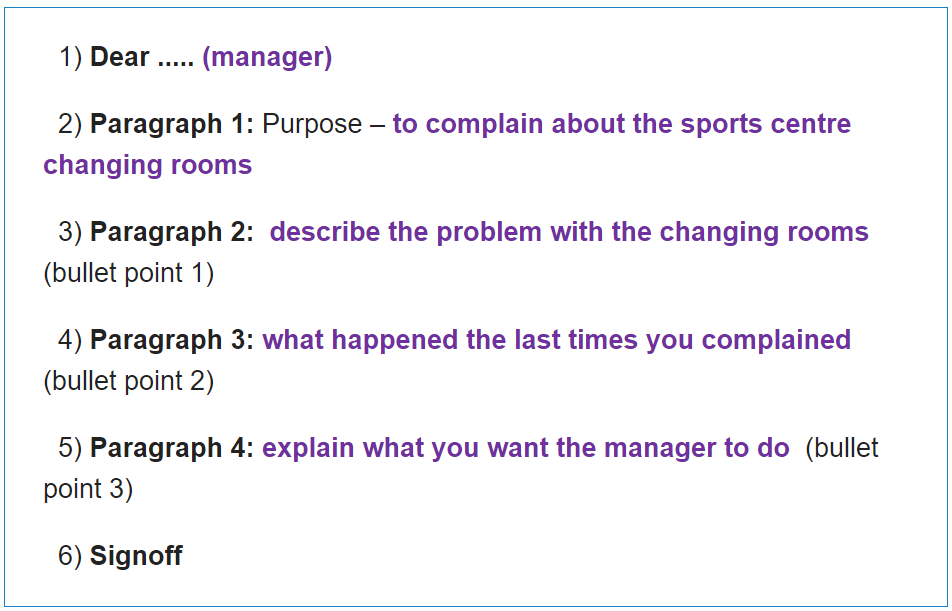 1) Dear ..... (manager)
2) Paragraph 1: Purpose – to complain about the sports centre
changing rooms
3) Paragraph 2:  describe the problem with the changing rooms
(bullet point 1)
4) Paragraph 3: what happened the last times you complained
(bullet point 2)
5) Paragraph 4: explain what you want the manager to do  (bullet
point 3)
6) Signoff